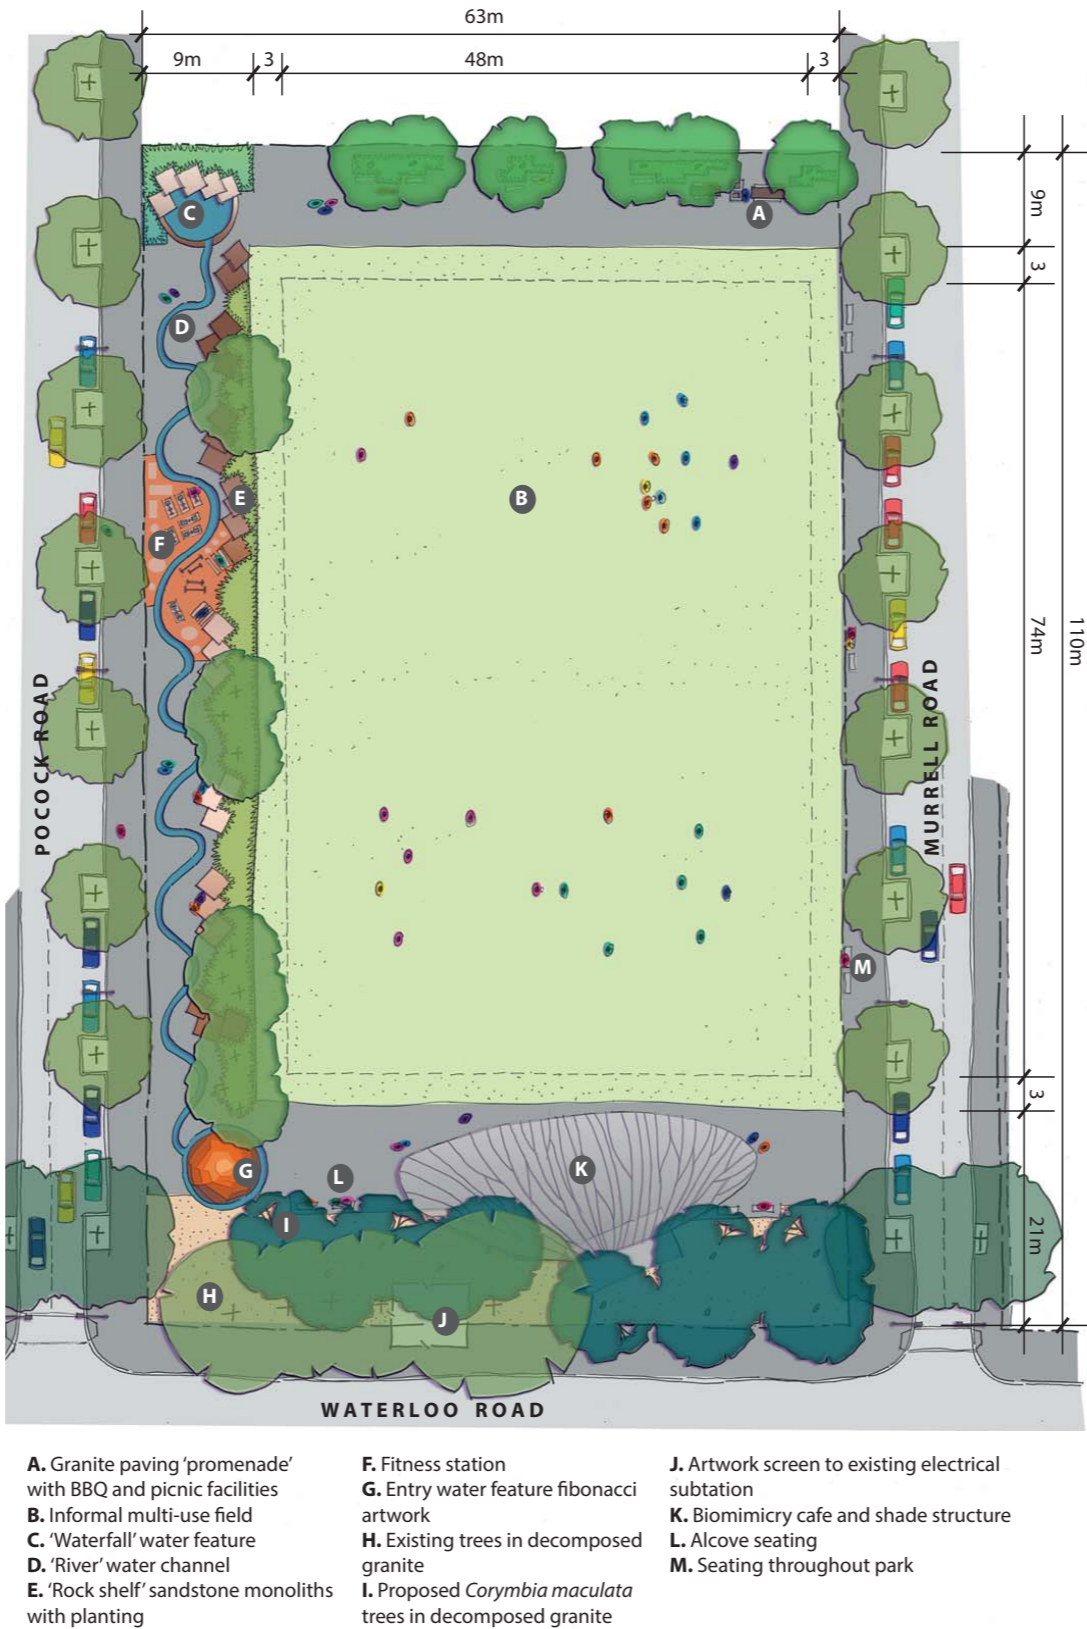 63m
9m
3
48m
3
C
A
9m
3
D
B
E
F
74m
110m
POCOCK ROAD
MURRELL ROAD
M
3
G
L
K
I
21m
H
J
WATERLOO ROAD
A. Granite paving ‘promenade’
with BBQ and picnic facilities
B. Informal multi-use field
C. ‘Waterfall’ water feature
D. ‘River’ water channel
E. ‘Rock shelf’ sandstone monoliths
with planting
F. Fitness station
G. Entry water feature fibonacci
artwork
H. Existing trees in decomposed
granite
I. Proposed Corymbia maculata
trees in decomposed granite
J. Artwork screen to existing electrical
subtation
K. Biomimicry cafe and shade structure
L. Alcove seating
M. Seating throughout park